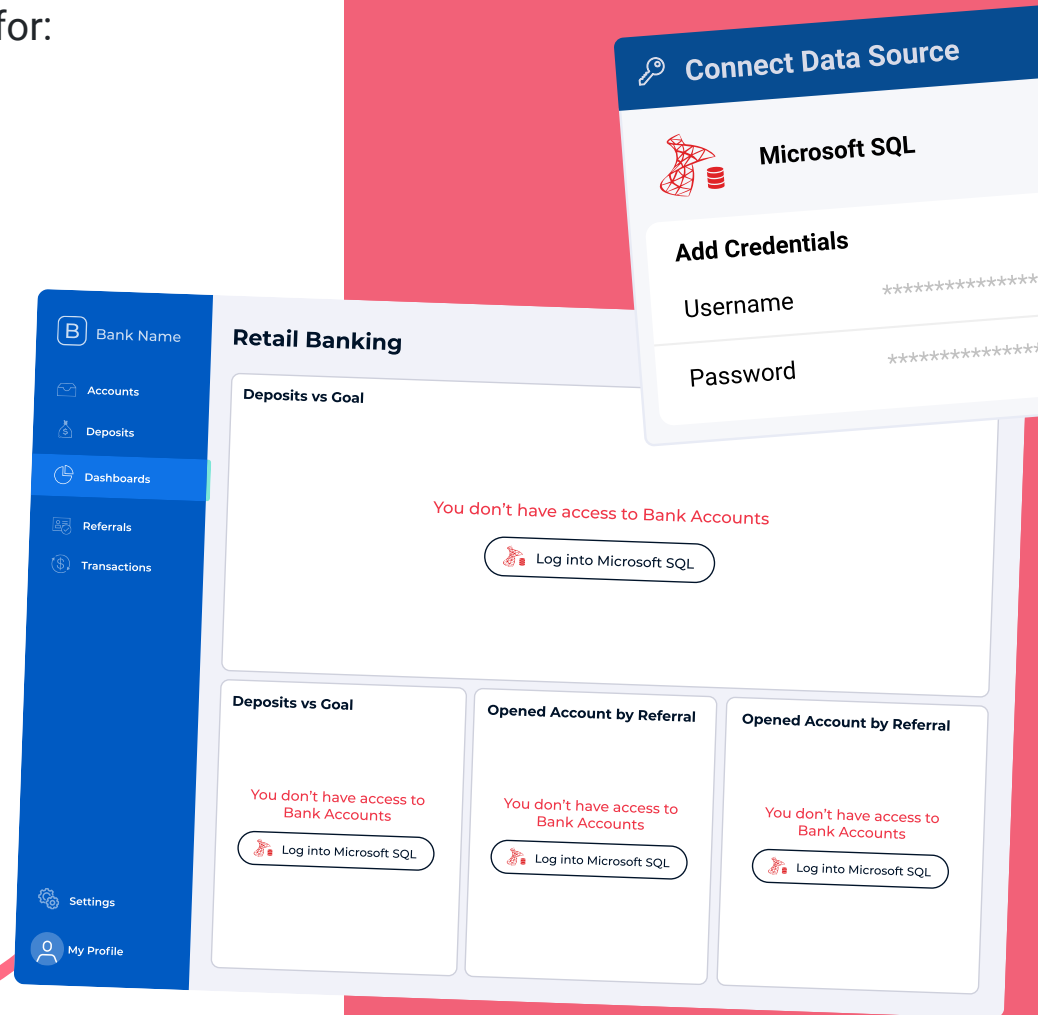 for:
Connect Data Source
Microsoft SQL
Add Credentials
Username ***************
Password ***************
B Bank Name
Accounts
Deposits
Dashboards
Referrals
Transactions
Settings
My Profile
Retail Banking
Deposits vs Goal
You don’t have access to Bank Accounts
Log into Microsoft SQL
Deposits vs Goal
You don’t have access to
Bank Accounts
Log into Microsoft SQL
Opened Account by Referral
You don’t have access to
Bank Accounts
Log into Microsoft SQL
Opened Account by Referral
You don’t have access to
Bank Accounts
Log into Microsoft SQL